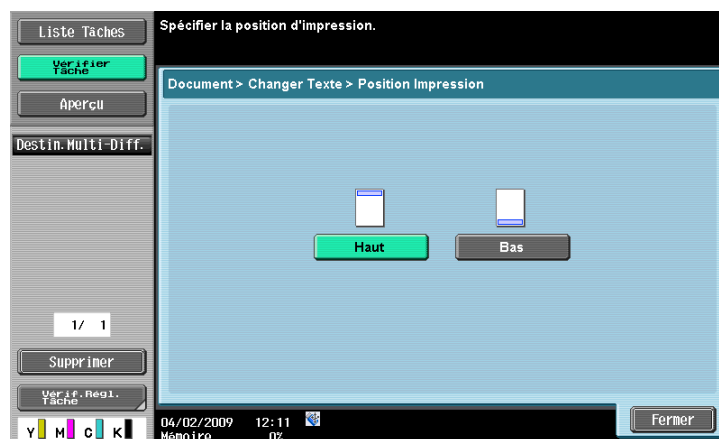 Liste Tâches
Vérifier
Tâche
Aperçu
Destin.Multi-Diff.
1/ 1
Supprimer
Vérif.Régl.
Tâche
Y M C K
Spécifier la position d'impression.
Document > Changer Texte > Position Impression
Haut
Bas
04/02/2009 12:11
Mémoire 0%
Fermer